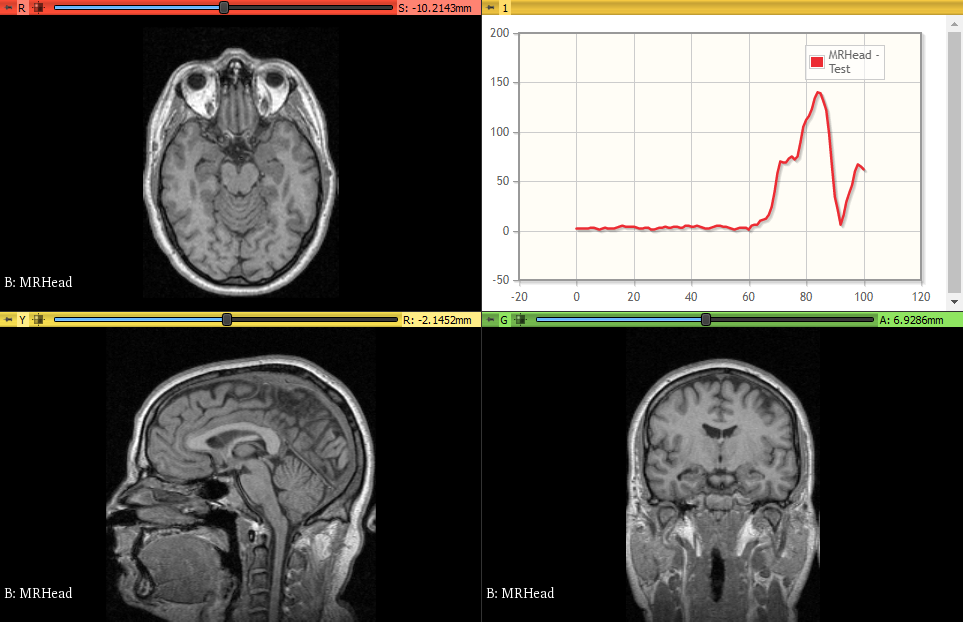 R S: -10.2143mm
B: MRHead
1
200
150
100
50
0
-50
-20 0 20 40 60 80 100 120
MRHead -
Test
Y R: -2.1452mm
B: MRHead
G A: 6.9286mm
B: MRHead